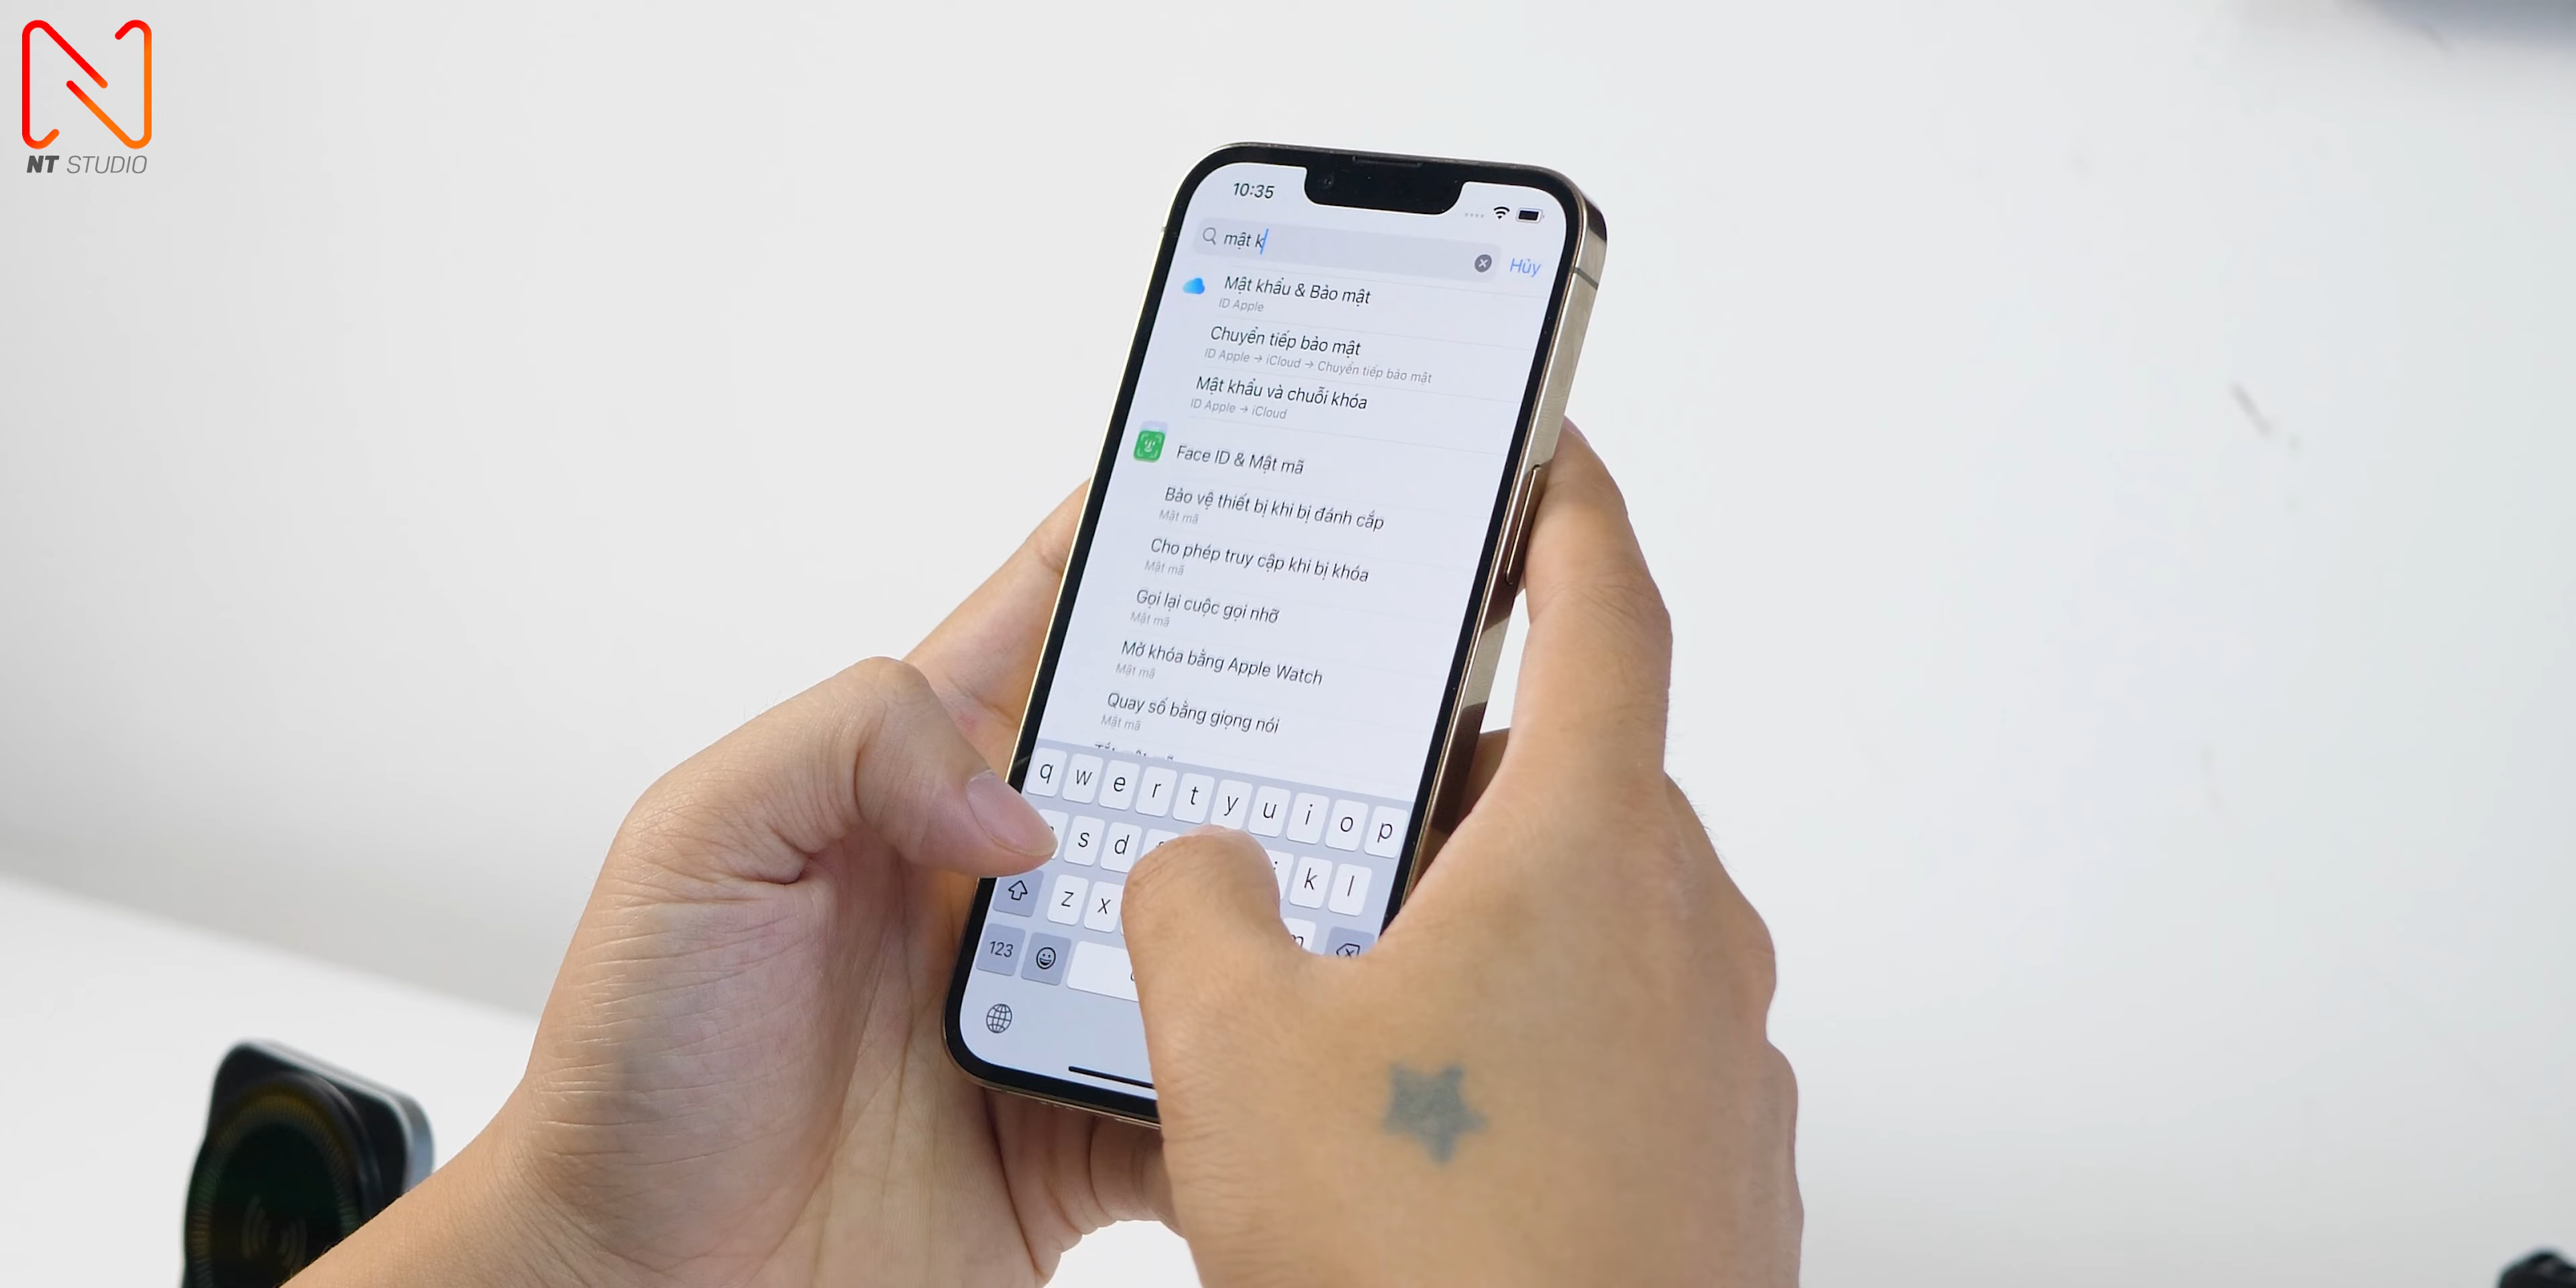 NT STUDIO
10:35
mật k
Hủy
Mật khẩu & Bảo mật
ID Apple
Chuyển tiếp bảo mật
ID Apple → iCloud → Chuyển tiếp bảo mật
Mật khẩu và chuỗi khóa
ID Apple → iCloud
Face ID & Mật mã
Bảo vệ thiết bị khi bị đánh cắp
Mật mã
Cho phép truy cập khi bị khóa
Mật mã
Gọi lại cuộc gọi nhỡ
Mật mã
Mở khóa bằng Apple Watch
Mật mã
Quay số bằng giọng nói
Mật mã
q w e r t y u i o p
s d k l
z x
123